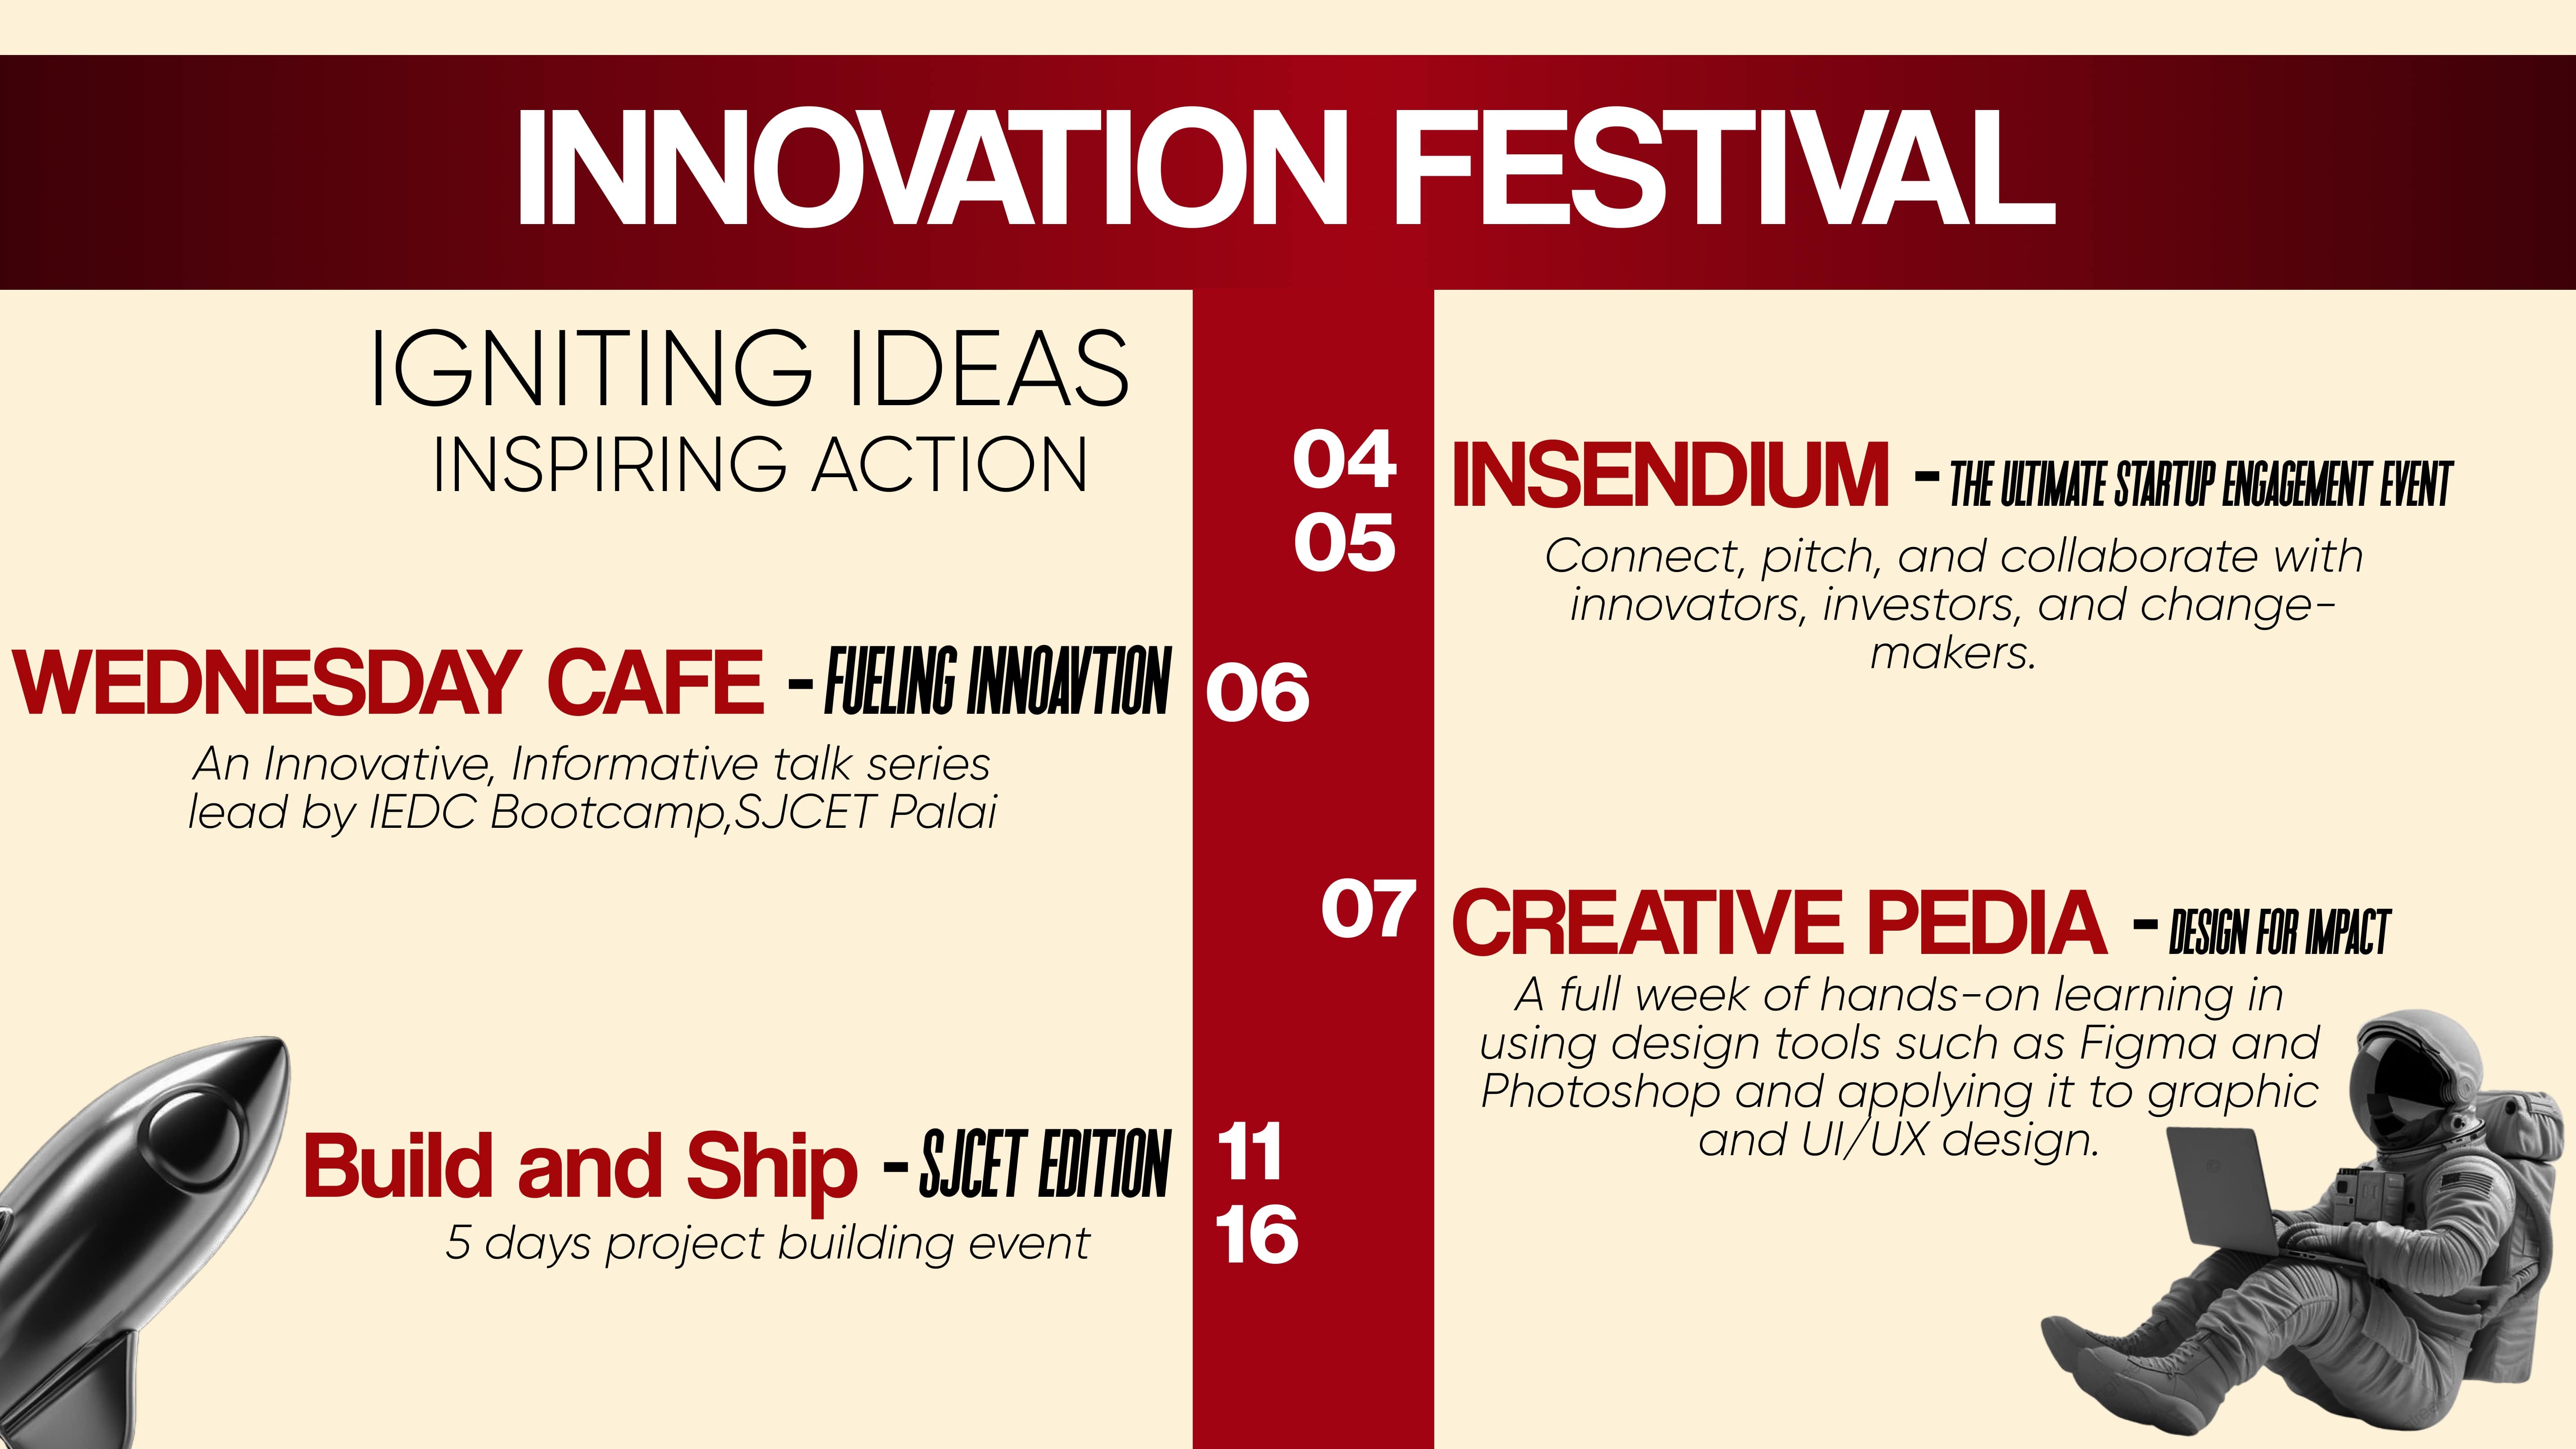 INNOVATION FESTIVAL
IGNITING IDEAS
INSPIRING ACTION
04
05
INSENDIUM - THE ULTIMATE STARTUP ENGAGEMENT EVENT
Connect, pitch, and collaborate with
innovators, investors, and change-
makers.
WEDNESDAY CAFE - FUELING INNOAVTION
06
An Innovative, Informative talk series
lead by IEDC Bootcamp,SJCET Palai
07
CREATIVE PEDIA - DESIGN FOR IMPACT
A full week of hands-on learning in
using design tools such as Figma and
Photoshop and applying it to graphic
and UI/UX design.
Build and Ship - SJCET EDITION
11
16
5 days project building event